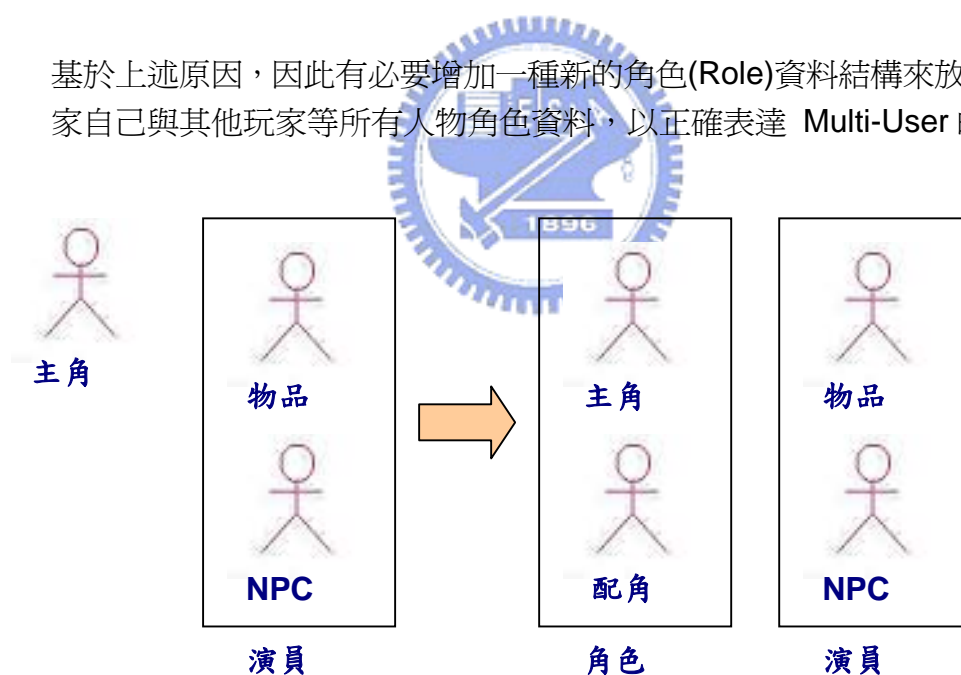 基於上述原因，因此有必要增加一種新的角色(Role)資料結構來放
家自己與其他玩家等所有人物角色資料，以正確表達 Multi-User
1896
主角
物品
主角
物品
NPC
配角
NPC
演員
角色
演員